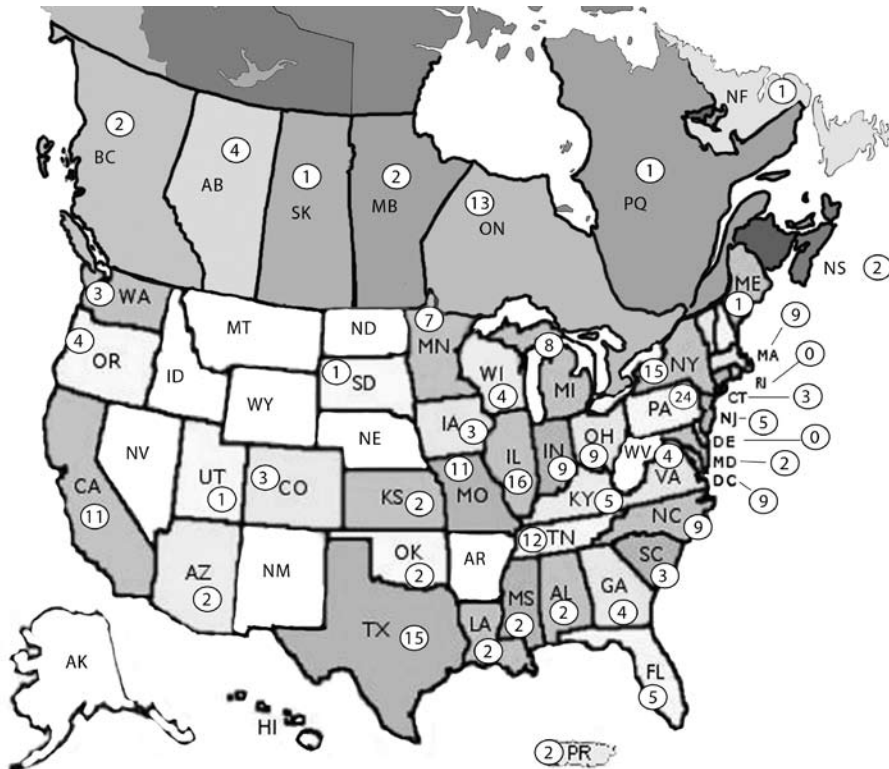 1
NF
2
BC
4
AB
1
SK
2
MB
13
ON
1
PQ
NS 2
ME
1
3 WA
MT
ND
7
MN
4
OR
ID
WY
1
SD
WI
4
8
MI
NY
15
MA
9
RI
0
CT
3
NJ
5
DE
0
MD
2
DC
9
PA
24
NV
NE
IA
3
OH
9
WV
4
VA
CA
11
UT
1
3
CO
KS
2
11
MO
IL
16
IN
9
KY
5
NC
9
12 TN
AZ
2
NM
OK
2
AR
SC
3
TX
15
LA
2
MS
2
AL
2
GA
4
FL
5
AK
HI
2 PR